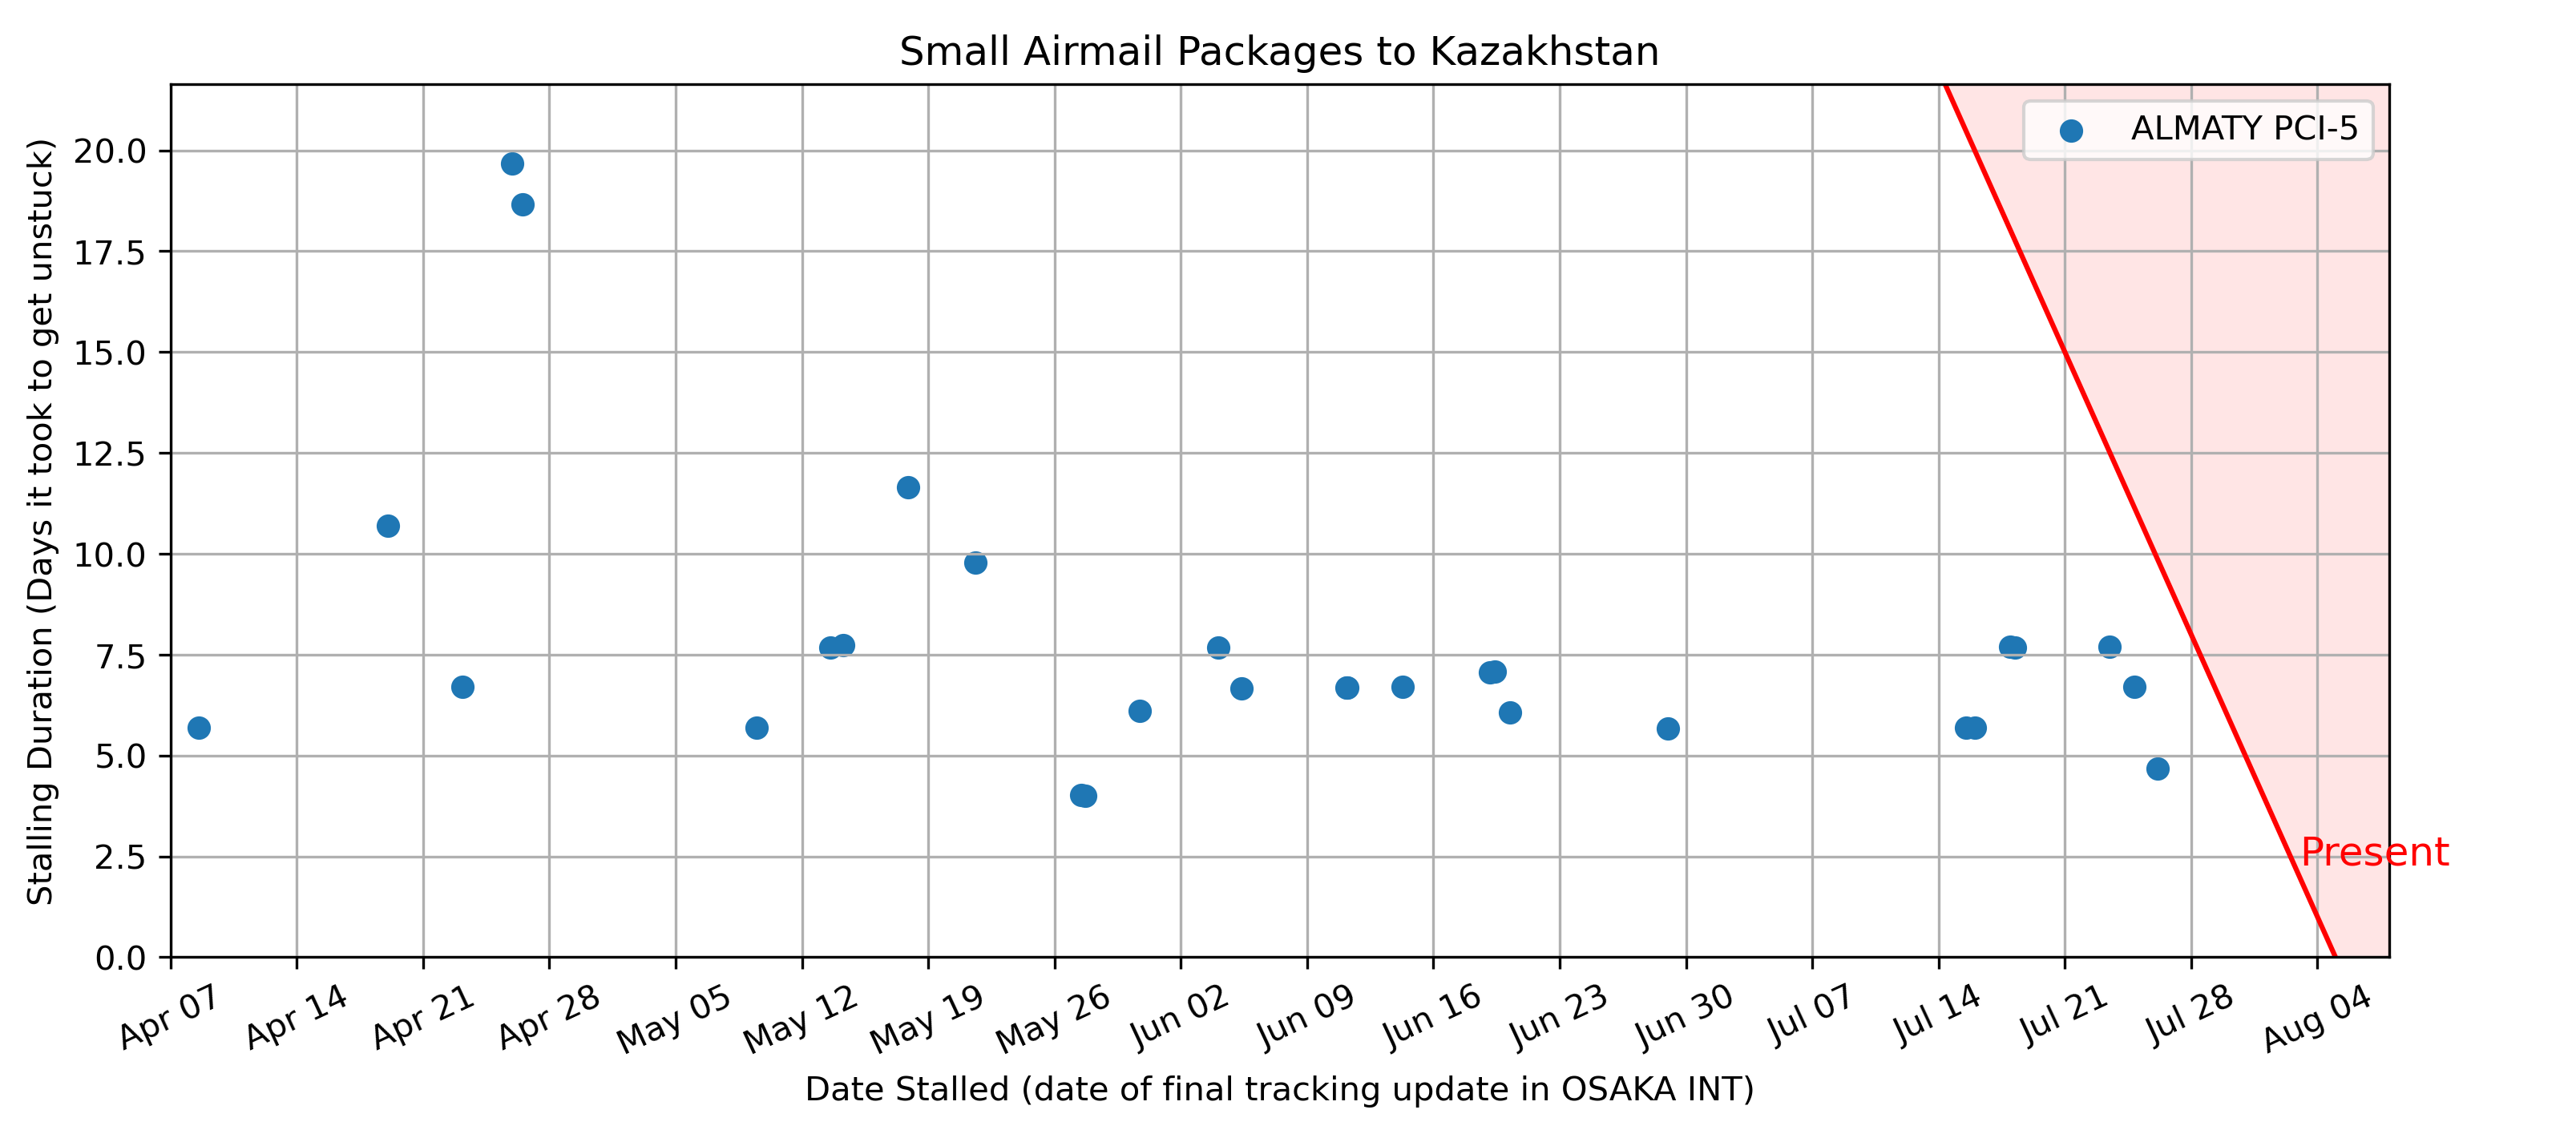 Small Airmail Packages to Kazakhstan
ALMATY PCI-5
Stalling Duration (Days it took to get unstuck)
20.0
17.5
15.0
12.5
10.0
7.5
5.0
2.5
0.0
Present
Apr 07 Apr 14 Apr 21 Apr 28 May 05 May 12 May 19 May 26 Jun 02 Jun 09 Jun 16 Jun 23 Jun 30 Jul 07 Jul 14 Jul 21 Jul 28 Aug 04
Date Stalled (date of final tracking update in OSAKA INT)